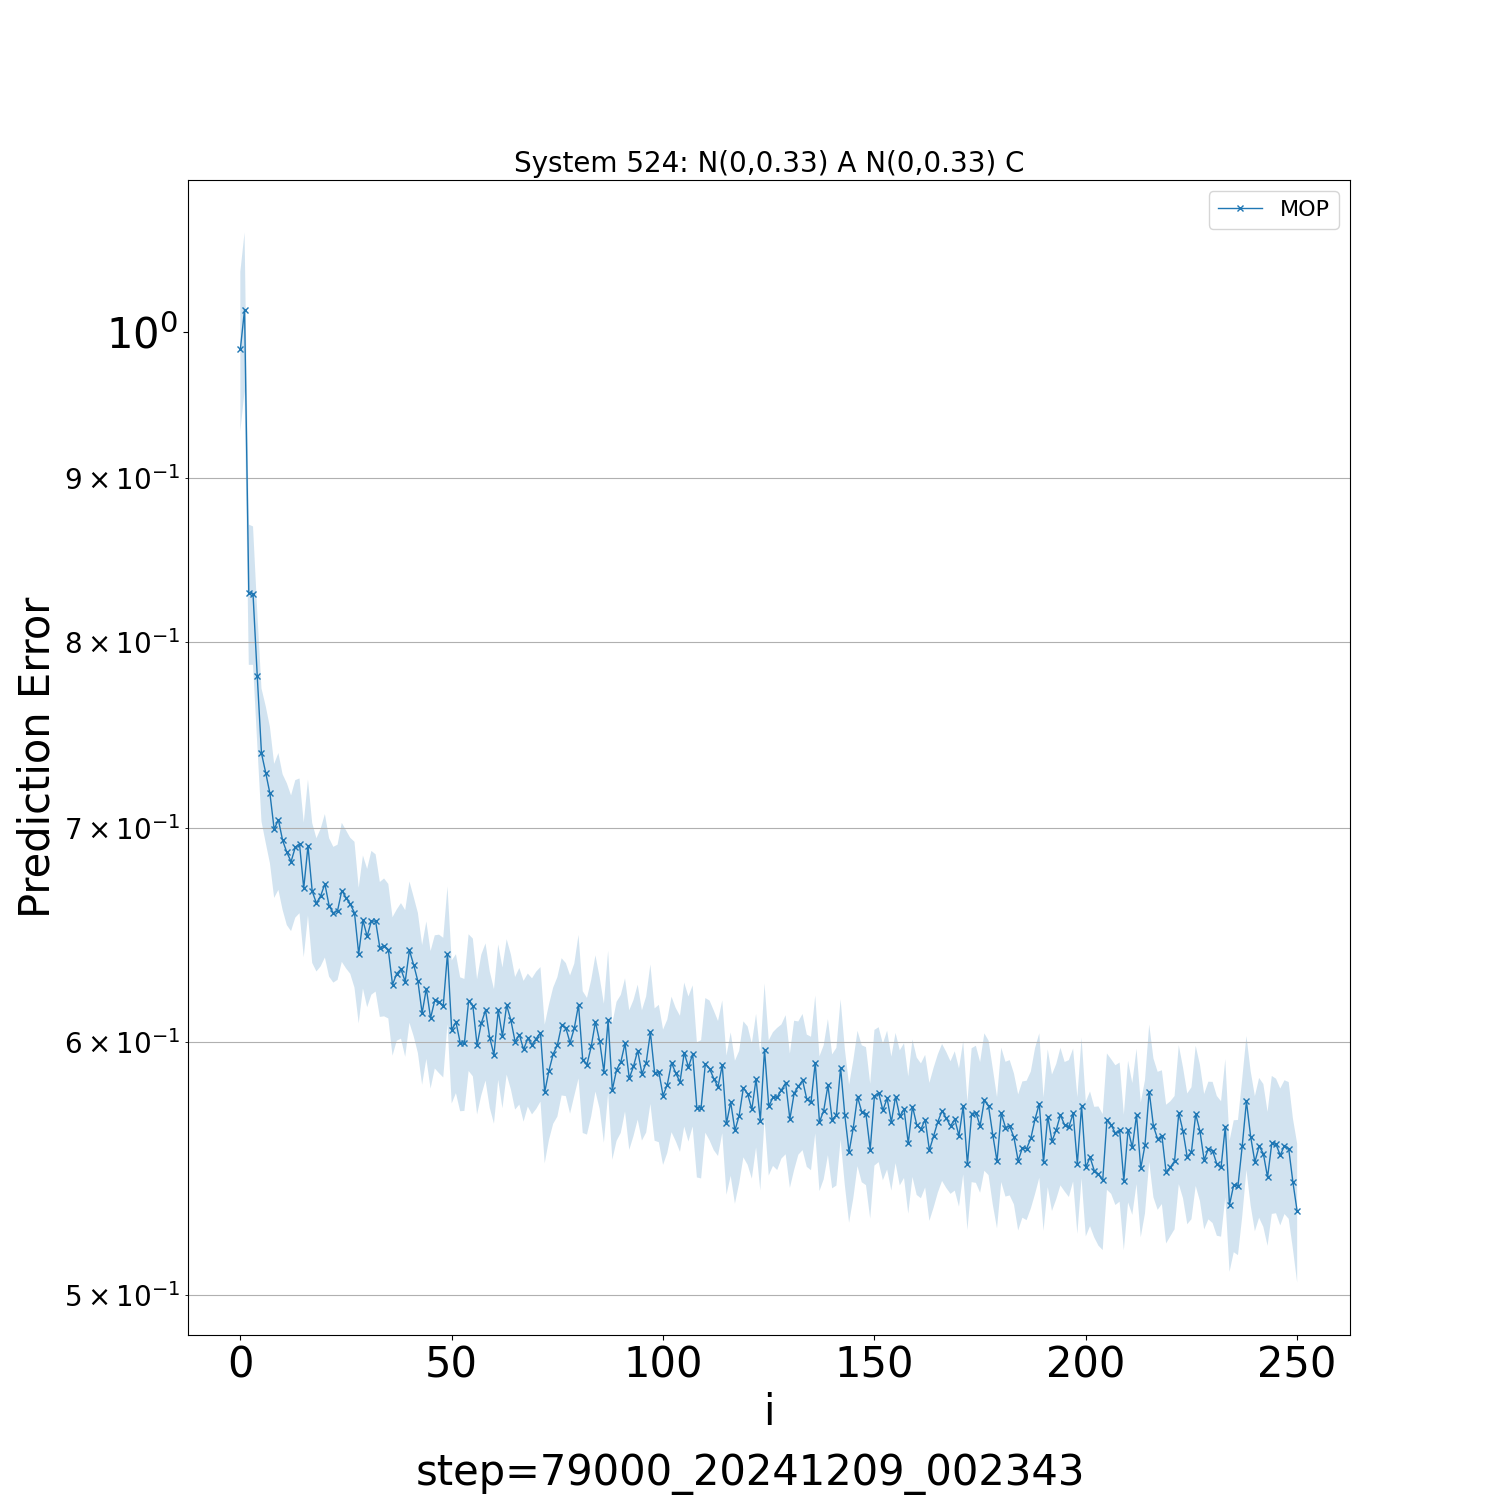 System 524: N(0,0.33) A N(0,0.33) C
MOP
10⁰
9 × 10⁻¹
8 × 10⁻¹
7 × 10⁻¹
6 × 10⁻¹
5 × 10⁻¹
Prediction Error
0 50 100 150 200 250
i
step=79000_20241209_002343